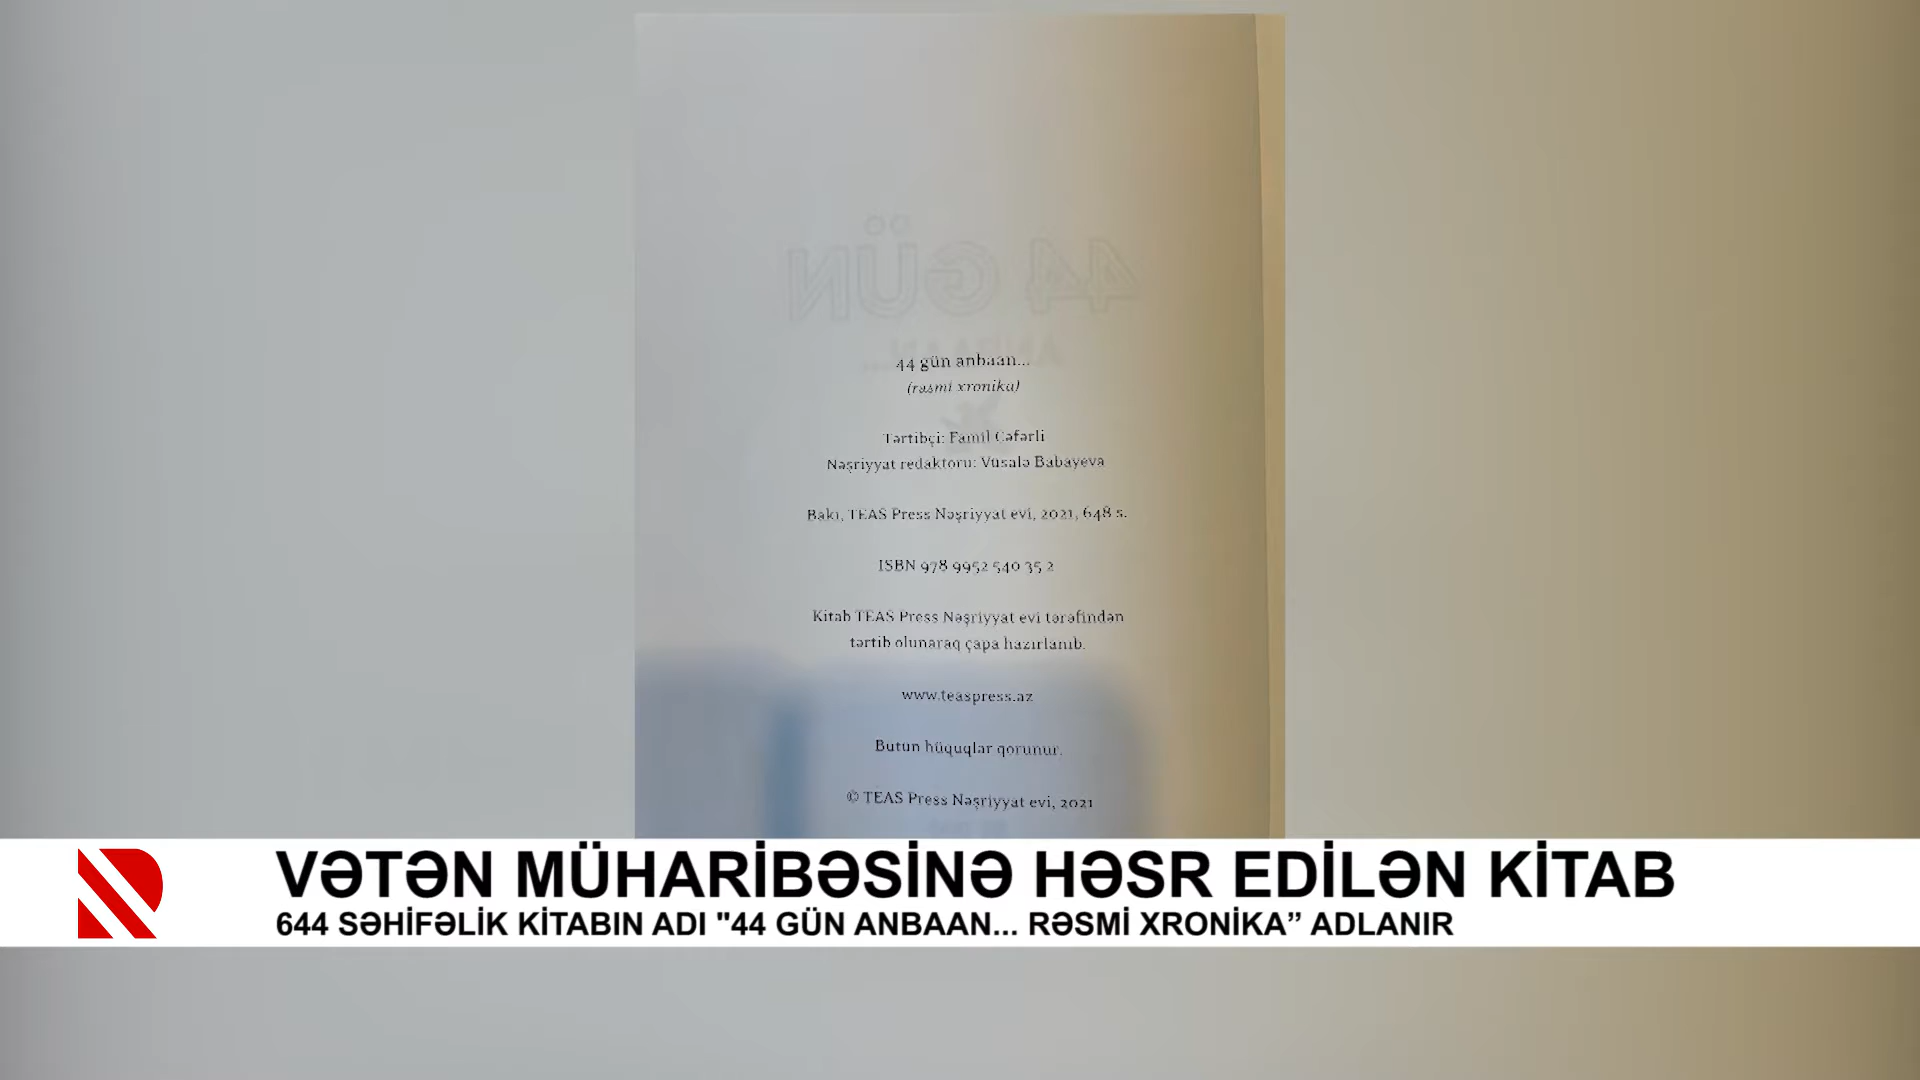 44 GÜN
44 gün anbaan...
(rəsmi xronika)
Tərtibçi: Famil Cəfərli
Nəşriyyat redaktoru: Vüsalə Babayeva
Bakı, TEAS Press Nəşriyyat evi, 2021, 648 s.
ISBN 978 9952 540 35 2
Kitab TEAS Press Nəşriyyat evi tərəfindən
tərtib olunaraq çapa hazırlanıb.
www.teaspress.az
Bütün hüquqlar qorunur.
© TEAS Press Nəşriyyat evi, 2021
VƏTƏN MÜHARİBƏSİNƏ HƏSR EDİLƏN KİTAB
644 SƏHİFƏLİK KİTABIN ADI "44 GÜN ANBAAN... RƏSMİ XRONİKA” ADLANIR